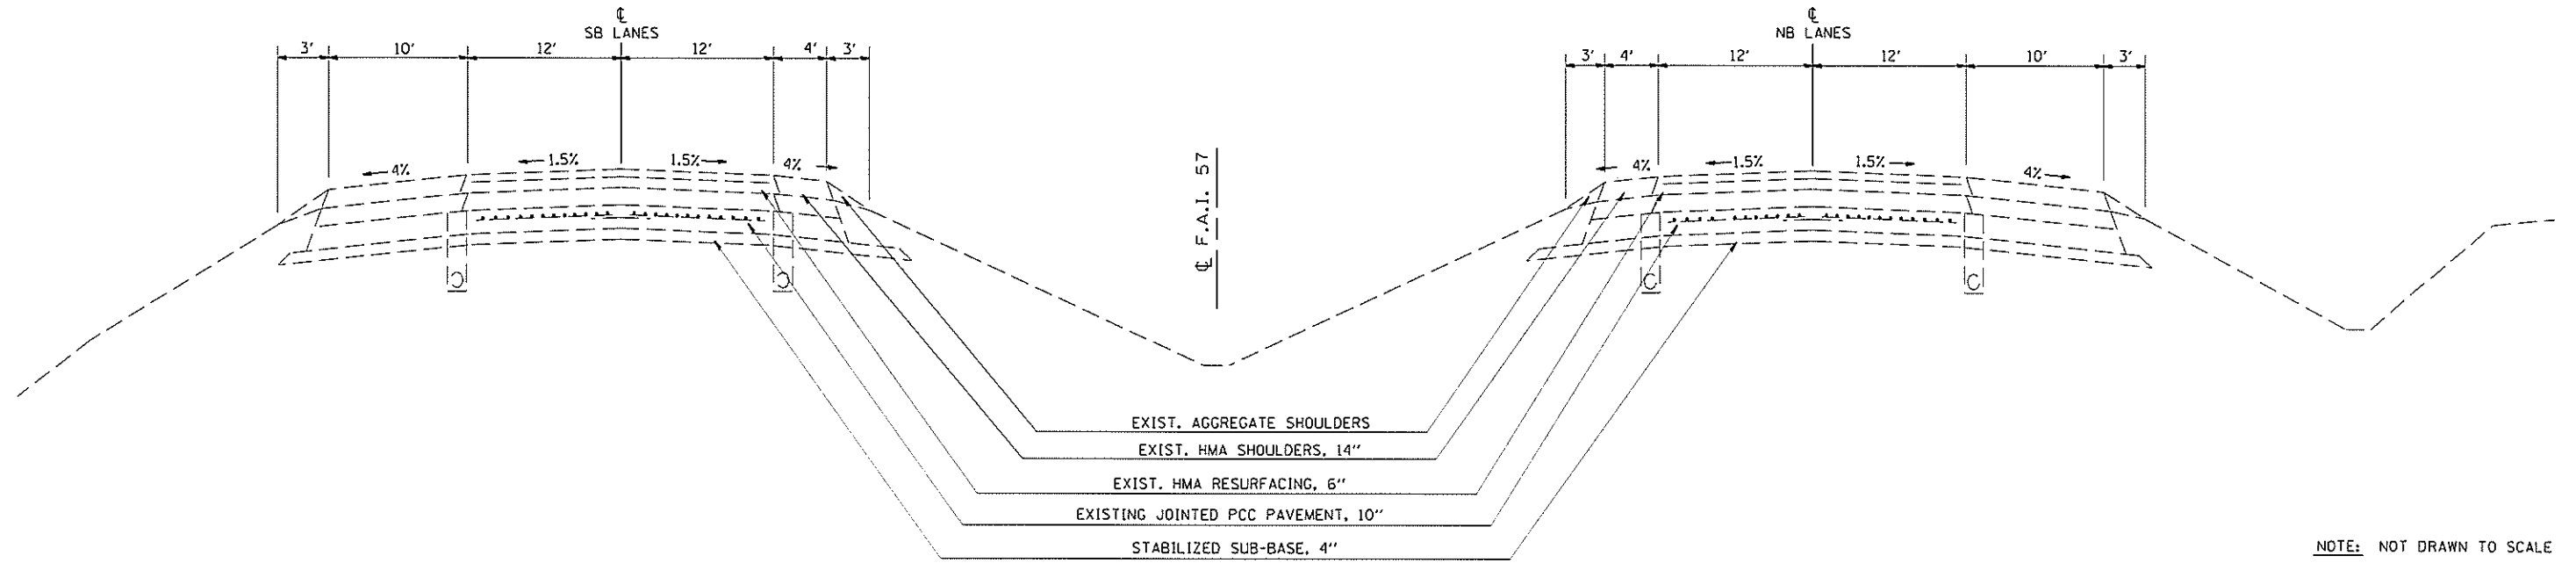 ℄
SB LANES
3' 10' 12' 12' 4' 3'
℄
NB LANES
3' 4' 12' 12' 10' 3'
4% 1.5% 1.5% 4%
4% 1.5% 1.5% 4%
℄ F.A.I. 57
EXIST. AGGREGATE SHOULDERS
EXIST. HMA SHOULDERS, 14"
EXIST. HMA RESURFACING, 6"
EXISTING JOINTED PCC PAVEMENT, 10"
STABILIZED SUB-BASE, 4"
NOTE: NOT DRAWN TO SCALE